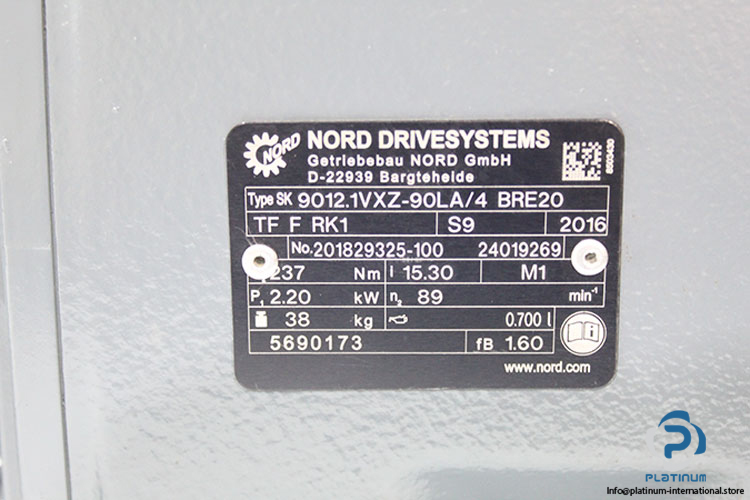 NORD
NORD DRIVESYSTEMS
Getriebebau NORD GmbH
D-22939 Bargteheide
8503430
Type SK 9012.1VXZ-90LA/4 BRE20
TF F RK1 S9 2016
No. 201829325-100 24019269
237 Nm i 15.30 M1
P₁ 2.20 kW n₂ 89 min⁻¹
38 kg 0.700 l
5690173 fB 1.60
www.nord.com
PLATINUM
Info@platinum-international.store